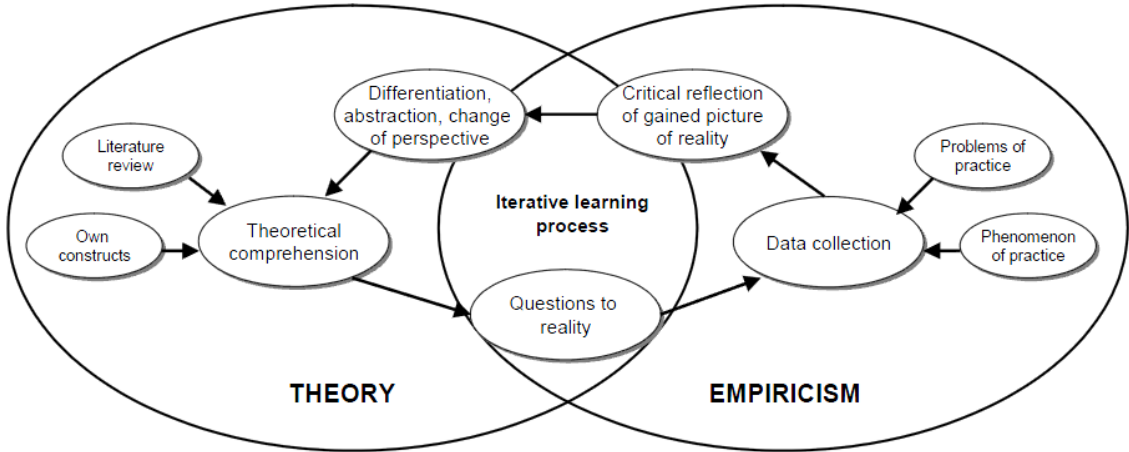 Differentiation,
abstraction, change
of perspective
Critical reflection
of gained picture
of reality
Literature
review
Problems of
practice
Iterative learning
process
Own
constructs
Theoretical
comprehension
Data collection
Phenomenon
of practice
Questions to
reality
THEORY
EMPIRICISM